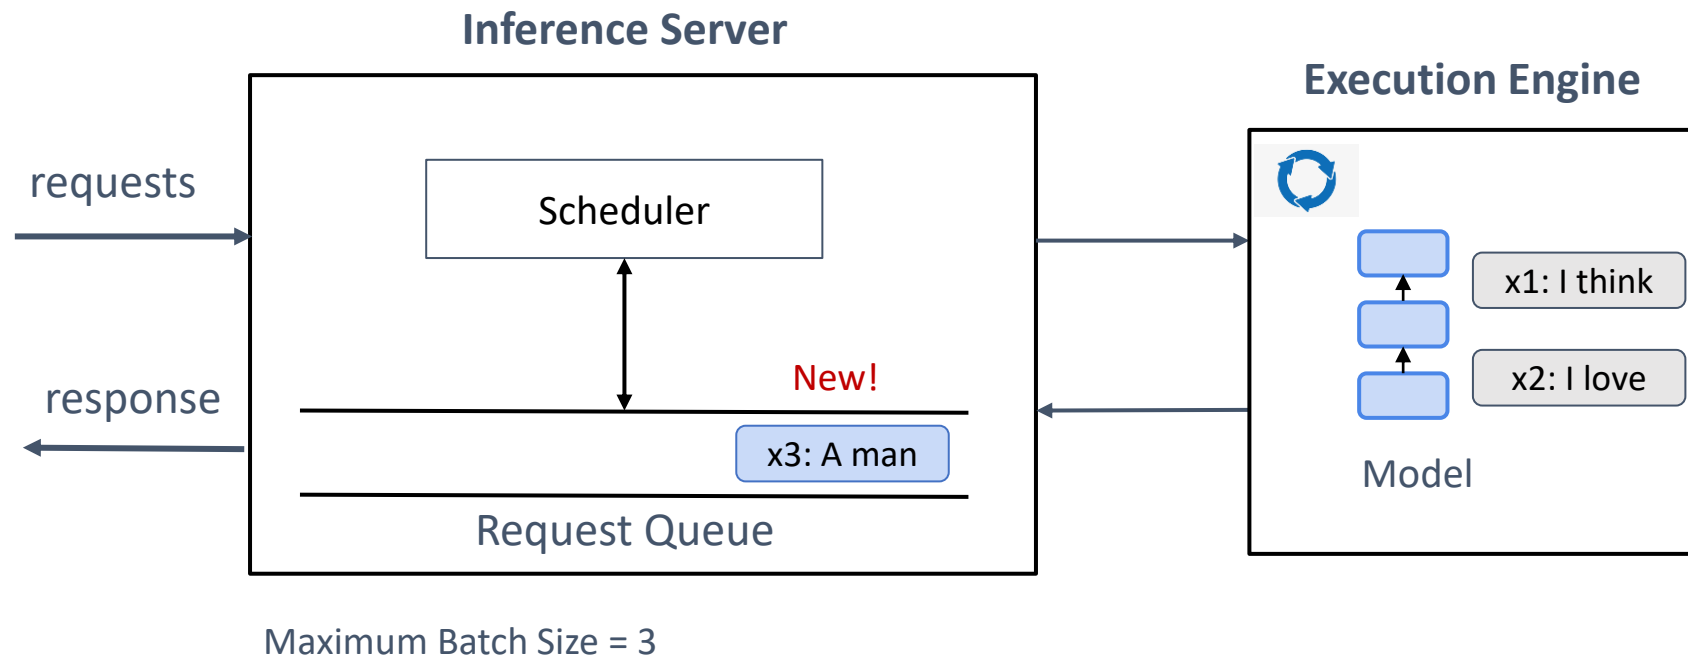 Inference Server
Execution Engine
requests
Scheduler
x1: I think
New!
x2: I love
response
x3: A man
Model
Request Queue
Maximum Batch Size = 3